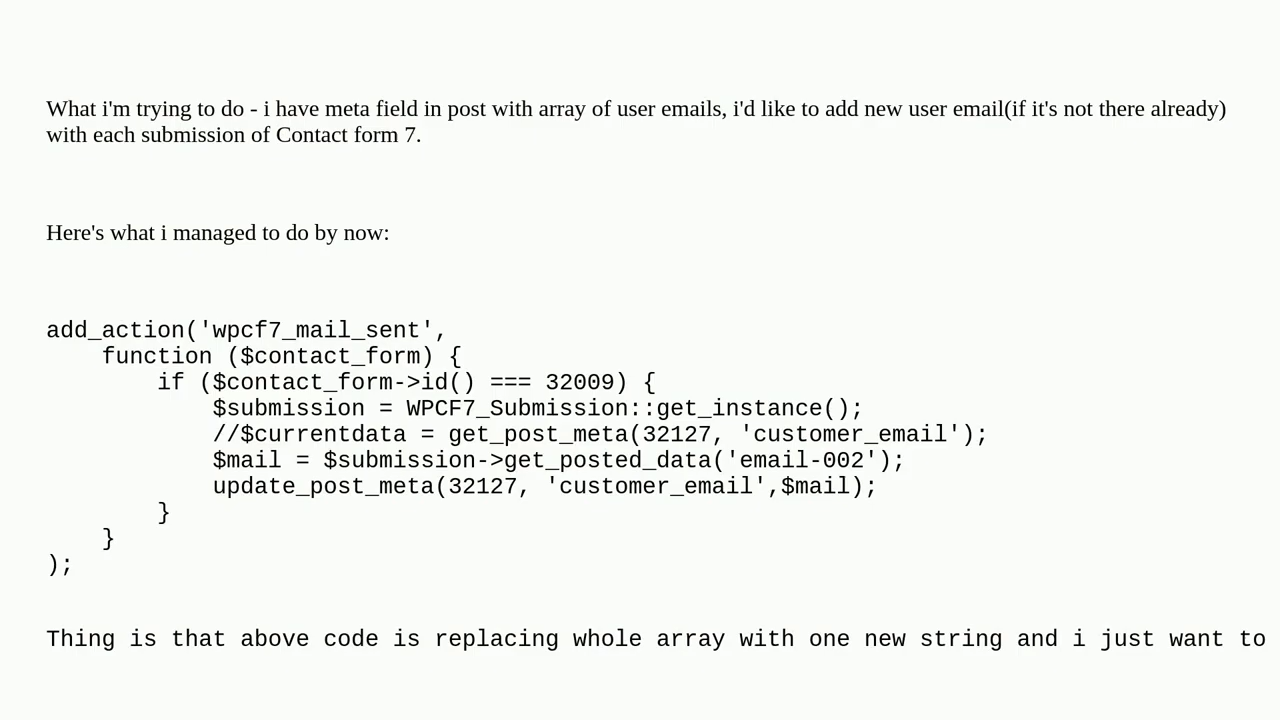 What i'm trying to do - i have meta field in post with array of user emails, i'd like to add new user email(if it's not there already)
with each submission of Contact form 7.
Here's what i managed to do by now:
add_action('wpcf7_mail_sent',
    function ($contact_form) {
        if ($contact_form->id() === 32009) {
            $submission = WPCF7_Submission::get_instance();
            //$currentdata = get_post_meta(32127, 'customer_email');
            $mail = $submission->get_posted_data('email-002');
            update_post_meta(32127, 'customer_email',$mail);
        }
    }
);
Thing is that above code is replacing whole array with one new string and i just want to